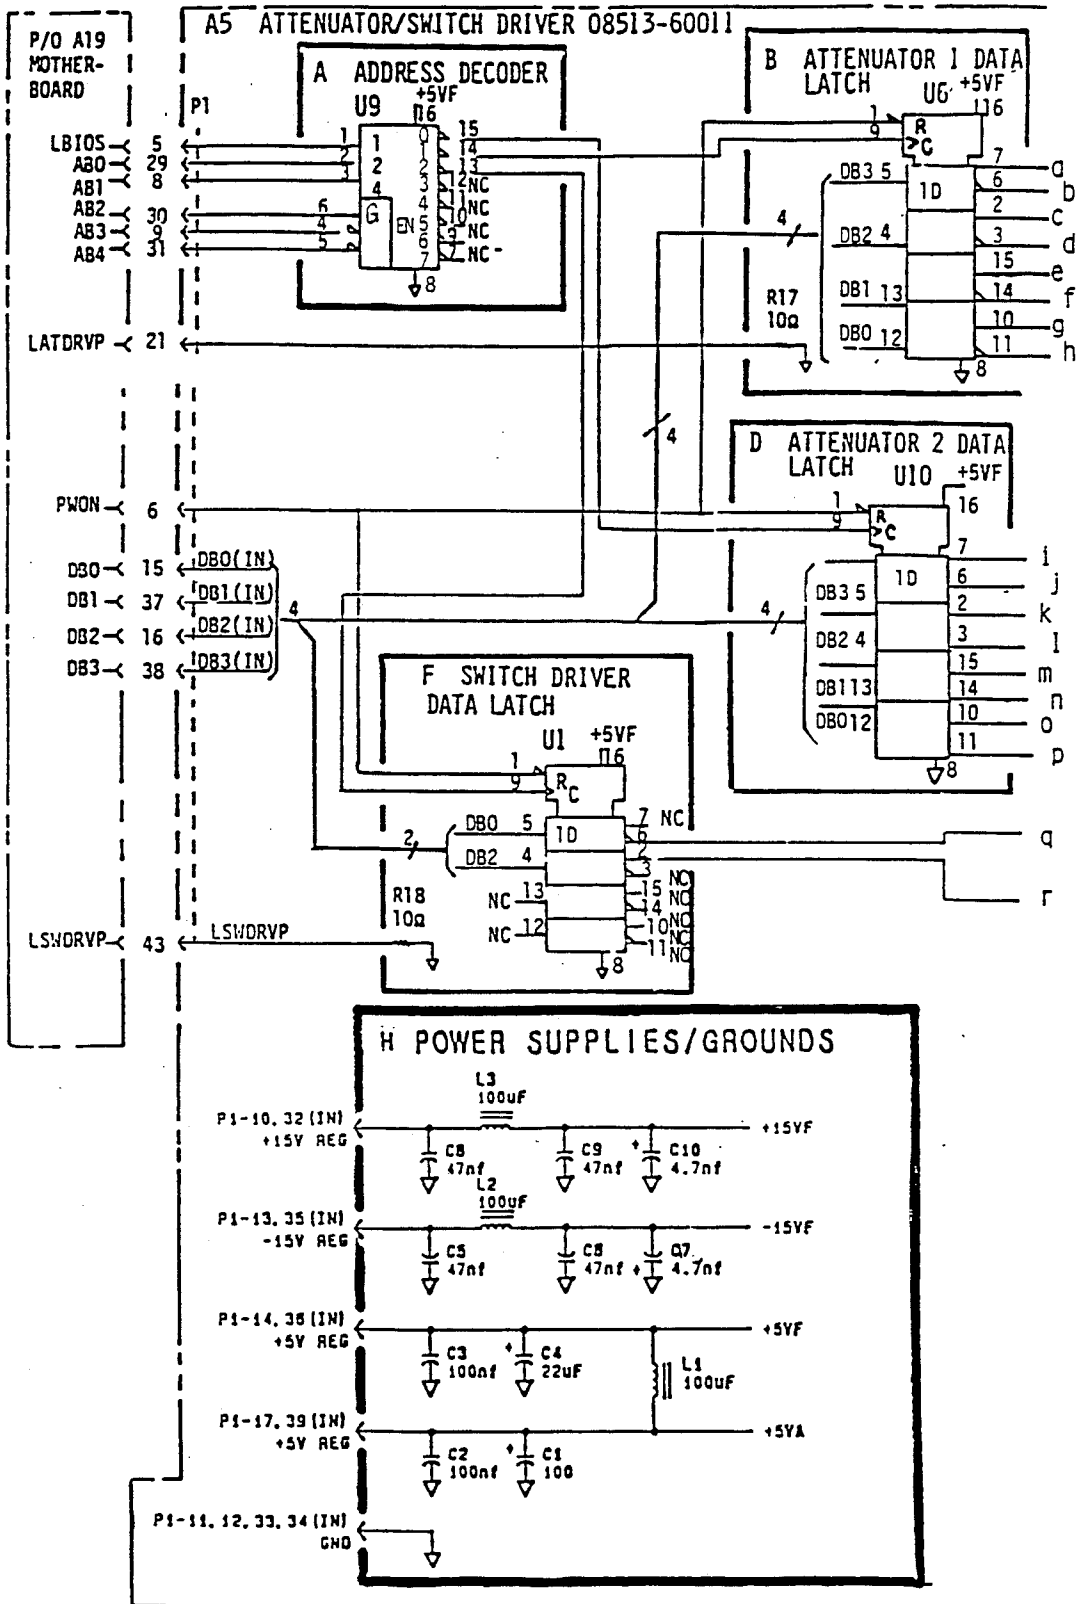 A5 ATTENUATOR/SWITCH DRIVER 08513-60011
P/O A19
MOTHER-
BOARD
P1
LBIOS 5
AB0 29
AB1 8
AB2 30
AB3 9
AB4 31
LATDRVP 21
PWON 6
DB0 15 DB0(IN)
DB1 37 DB1(IN)
DB2 16 DB2(IN)
DB3 38 DB3(IN)
4
LSWDRVP 43 LSWDRVP
A ADDRESS DECODER
U9 +5VF
16
1 1 0 15
2 2 1 14
3 4 2 13
3 12 NC
6 G 4 11 NC
4 EN 5 10 NC
5 6 9
7 7 NC
8
B ATTENUATOR 1 DATA
LATCH U6 +5VF
16
1 R
9 C
DB3 5 1D 7 a
6 b
DB2 4 2 c
3 d
DB1 13 15 e
14 f
DB0 12 10 g
11 h
8
4
R17
10Ω
4
D ATTENUATOR 2 DATA
LATCH U10 +5VF
16
1 R
9 C
DB3 5 1D 7 i
6 j
DB2 4 2 k
3 l
DB1 13 15 m
14 n
DB0 12 10 o
11 p
8
4
F SWITCH DRIVER
DATA LATCH
U1 +5VF
16
1 R
9 C
DB0 5 1D 7 NC
6 q
DB2 4 2 r
3 NC
NC 13 15 NC
14 NC
NC 12 10 NC
11 NC
8
2
R18
10Ω
H POWER SUPPLIES/GROUNDS
L3
100uF
P1-10,32(IN)
+15V REG
+15VF
C8
47nf
C9
47nf
+ C10
4.7nf
L2
100uF
P1-13,35(IN)
-15V REG
-15VF
C5
47nf
47nf
+ C7
4.7nf
P1-14,36(IN)
+5V REG
+5VF
C3
100nf
+ C4
22uF
L1
100uF
P1-17,39(IN)
+5V REG
+5VA
C2
100nf
+ C1
100
P1-11,12,33,34(IN)
GND